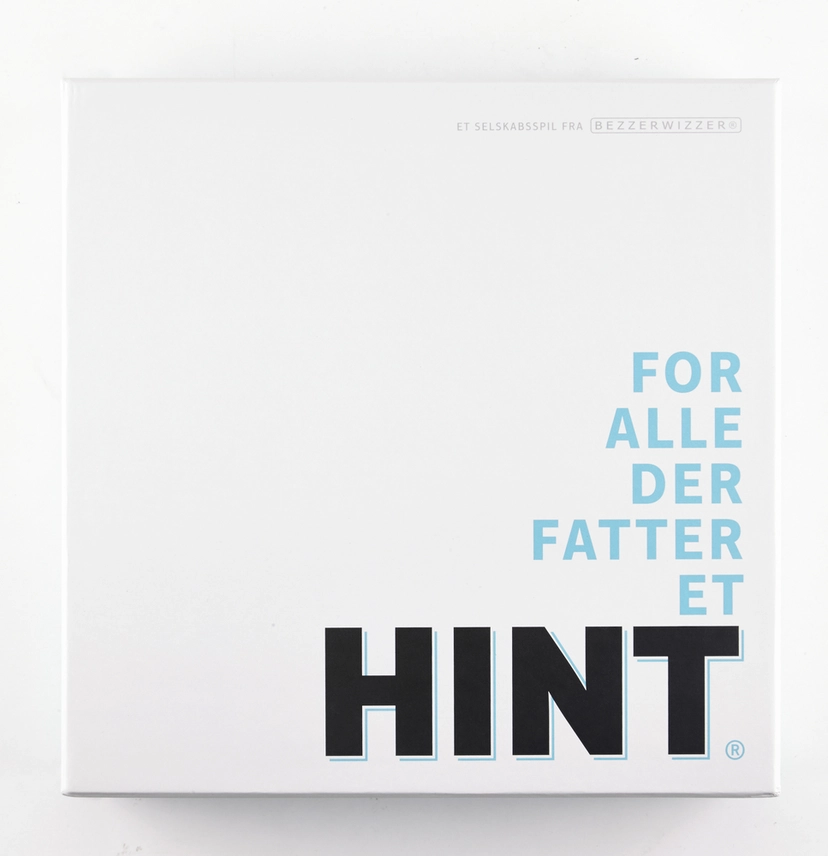 ET SELSKABSSPIL FRA BEZZERWIZZER®
FOR
ALLE
DER
FATTER
ET
HINT®